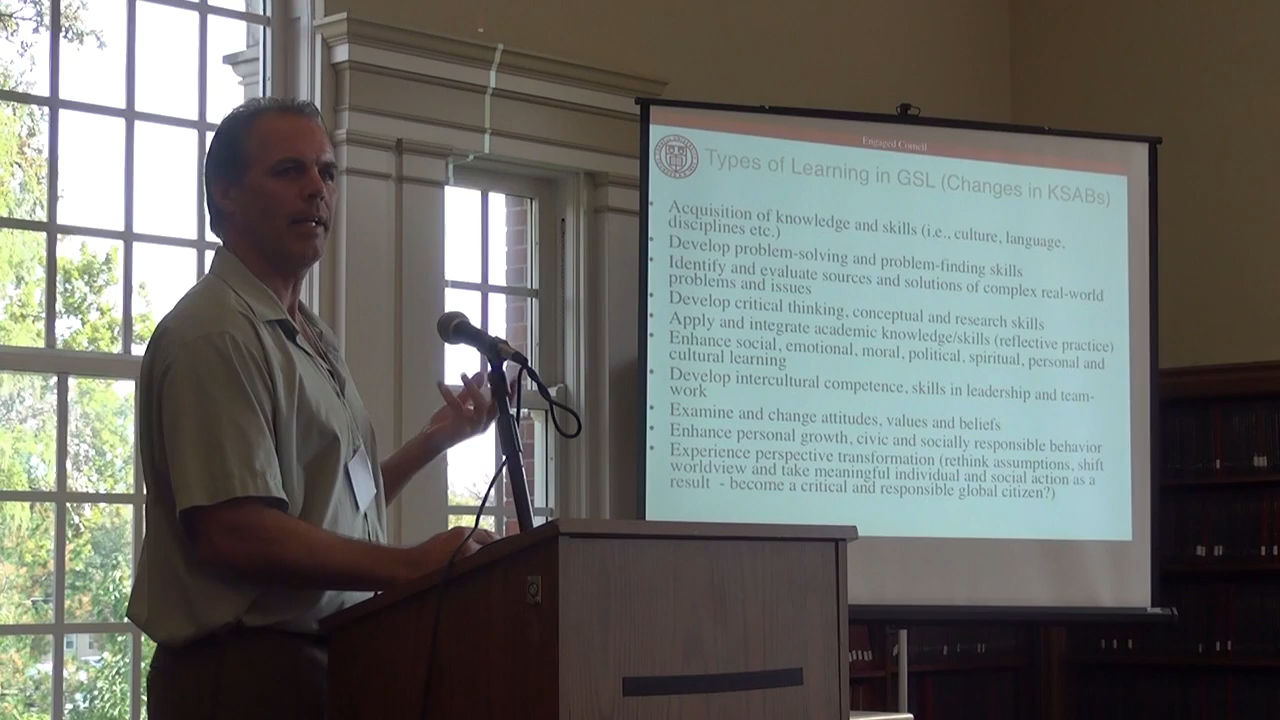 Engaged Cornell
Types of Learning in GSL (Changes in KSABs)
• Acquisition of knowledge and skills (i.e., culture, language,
disciplines etc.)
• Develop problem-solving and problem-finding skills
• Identify and evaluate sources and solutions of complex real-world
problems and issues
• Develop critical thinking, conceptual and research skills
• Apply and integrate academic knowledge/skills (reflective practice)
• Enhance social, emotional, moral, political, spiritual, personal and
cultural learning
• Develop intercultural competence, skills in leadership and team-
work
• Examine and change attitudes, values and beliefs
• Enhance personal growth, civic and socially responsible behavior
• Experience perspective transformation (rethink assumptions, shift
worldview and take meaningful individual and social action as a
result - become a critical and responsible global citizen?)